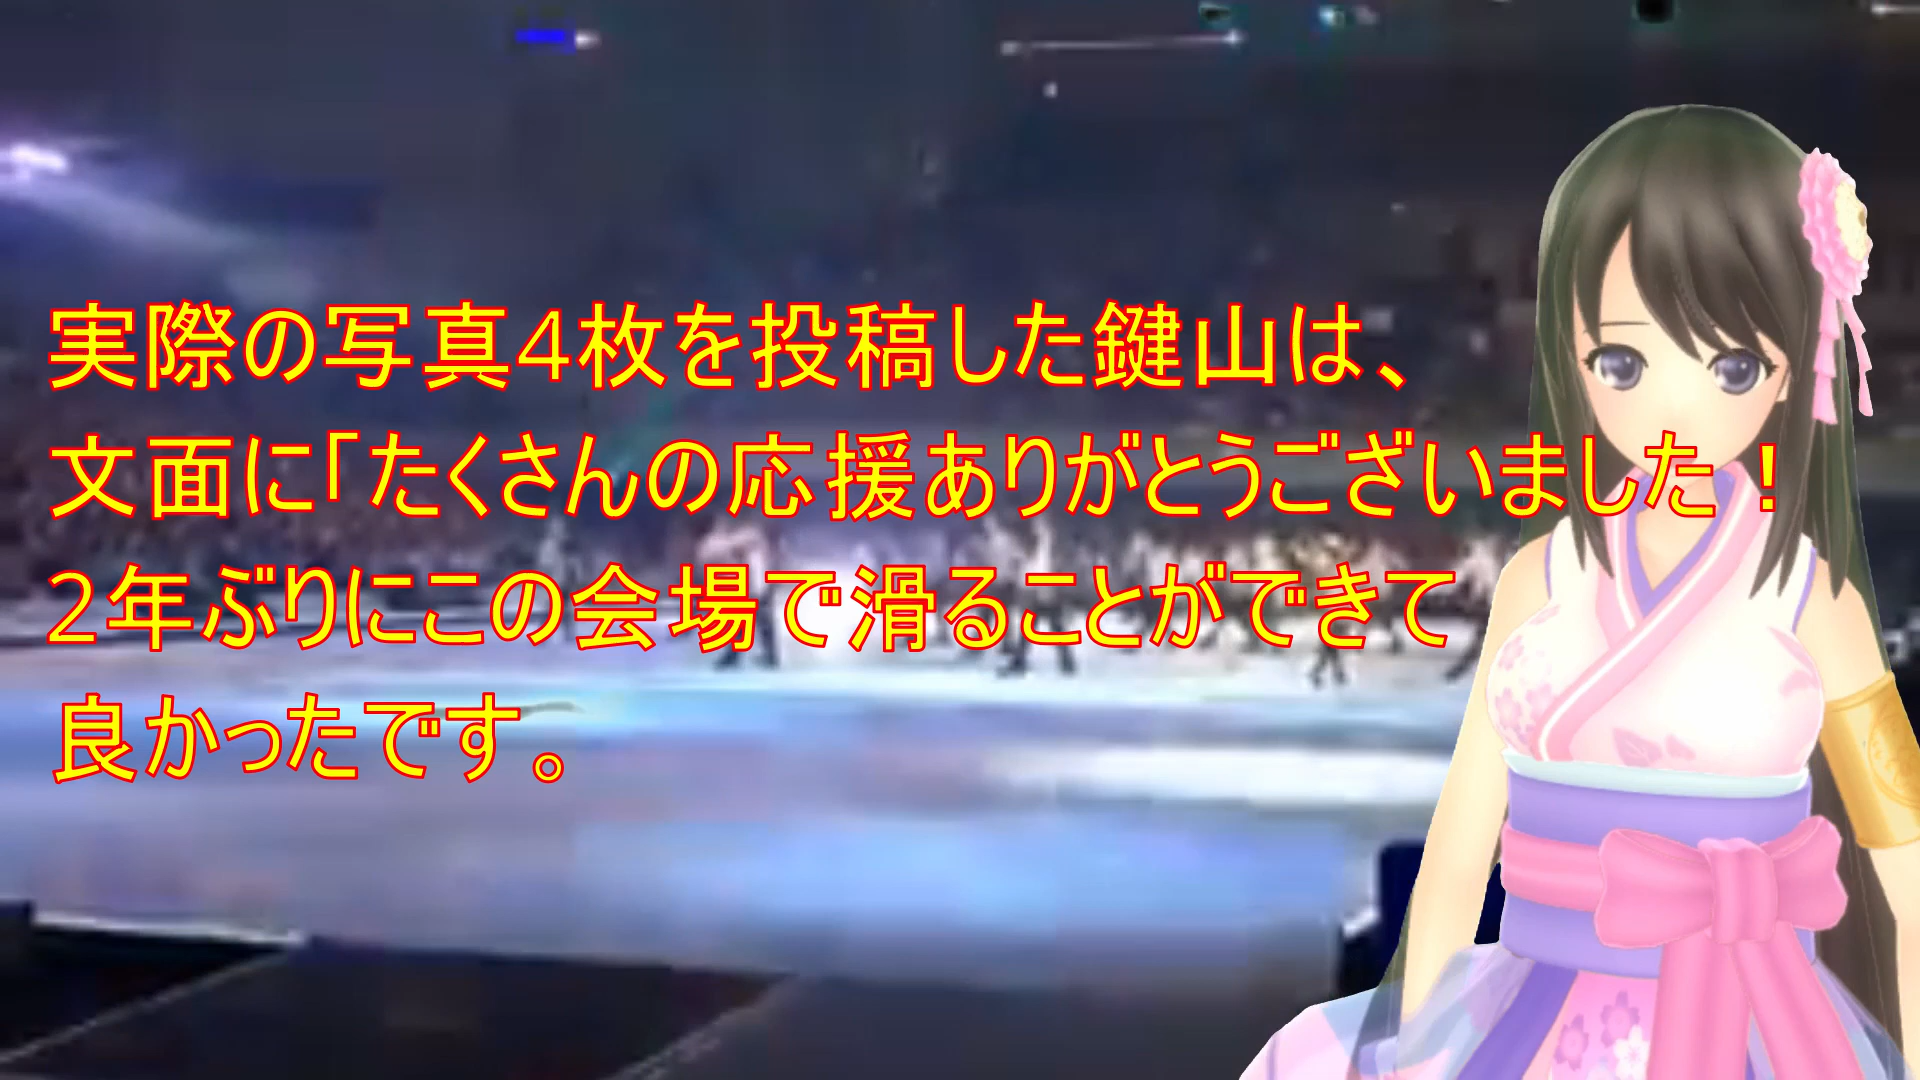 実際の写真4枚を投稿した鍵山は、
文面に「たくさんの応援ありがとうございました！
2年ぶりにこの会場で滑ることができて
良かったです。